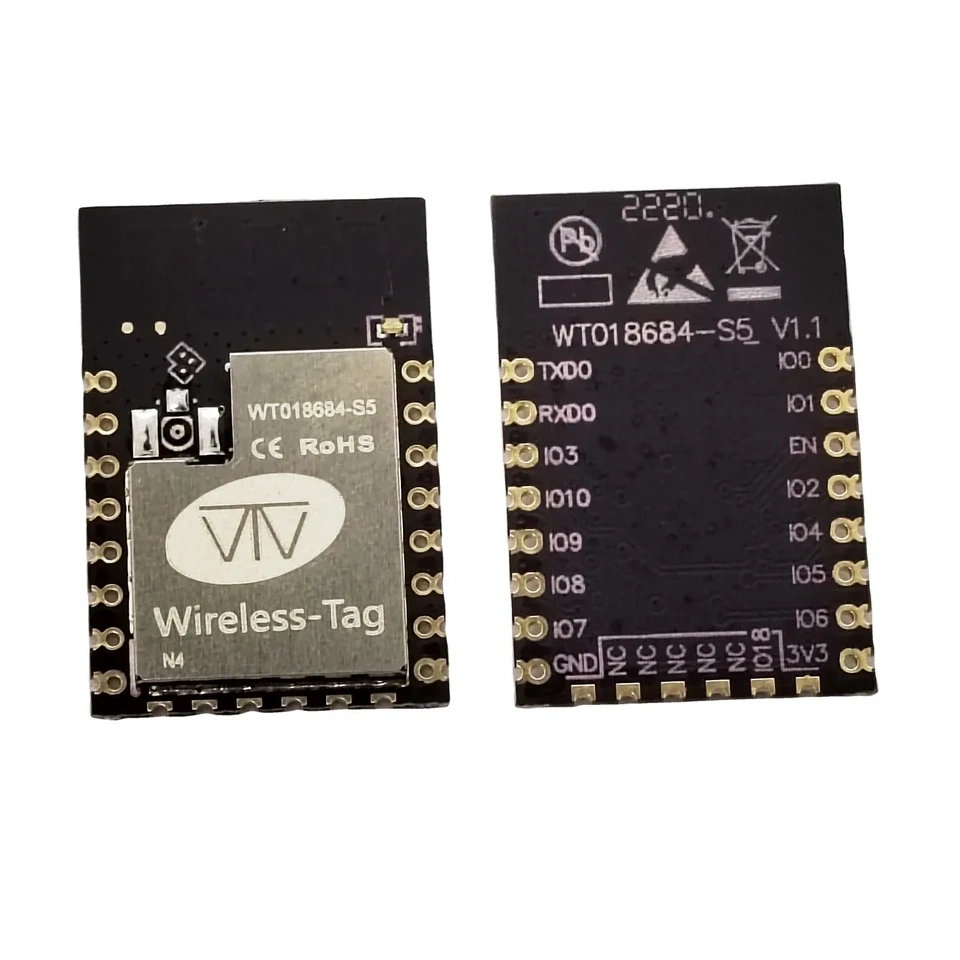 WT018684-S5
CE RoHS
Wireless-Tag
N4
2220.
Pb
WT018684-S5 V1.1
TXD0 IO0
RXD0 IO1
IO3 EN
IO10 IO2
IO9 IO4
IO8 IO5
IO7 IO6
GND NC NC NC NC NC IO18 3V3